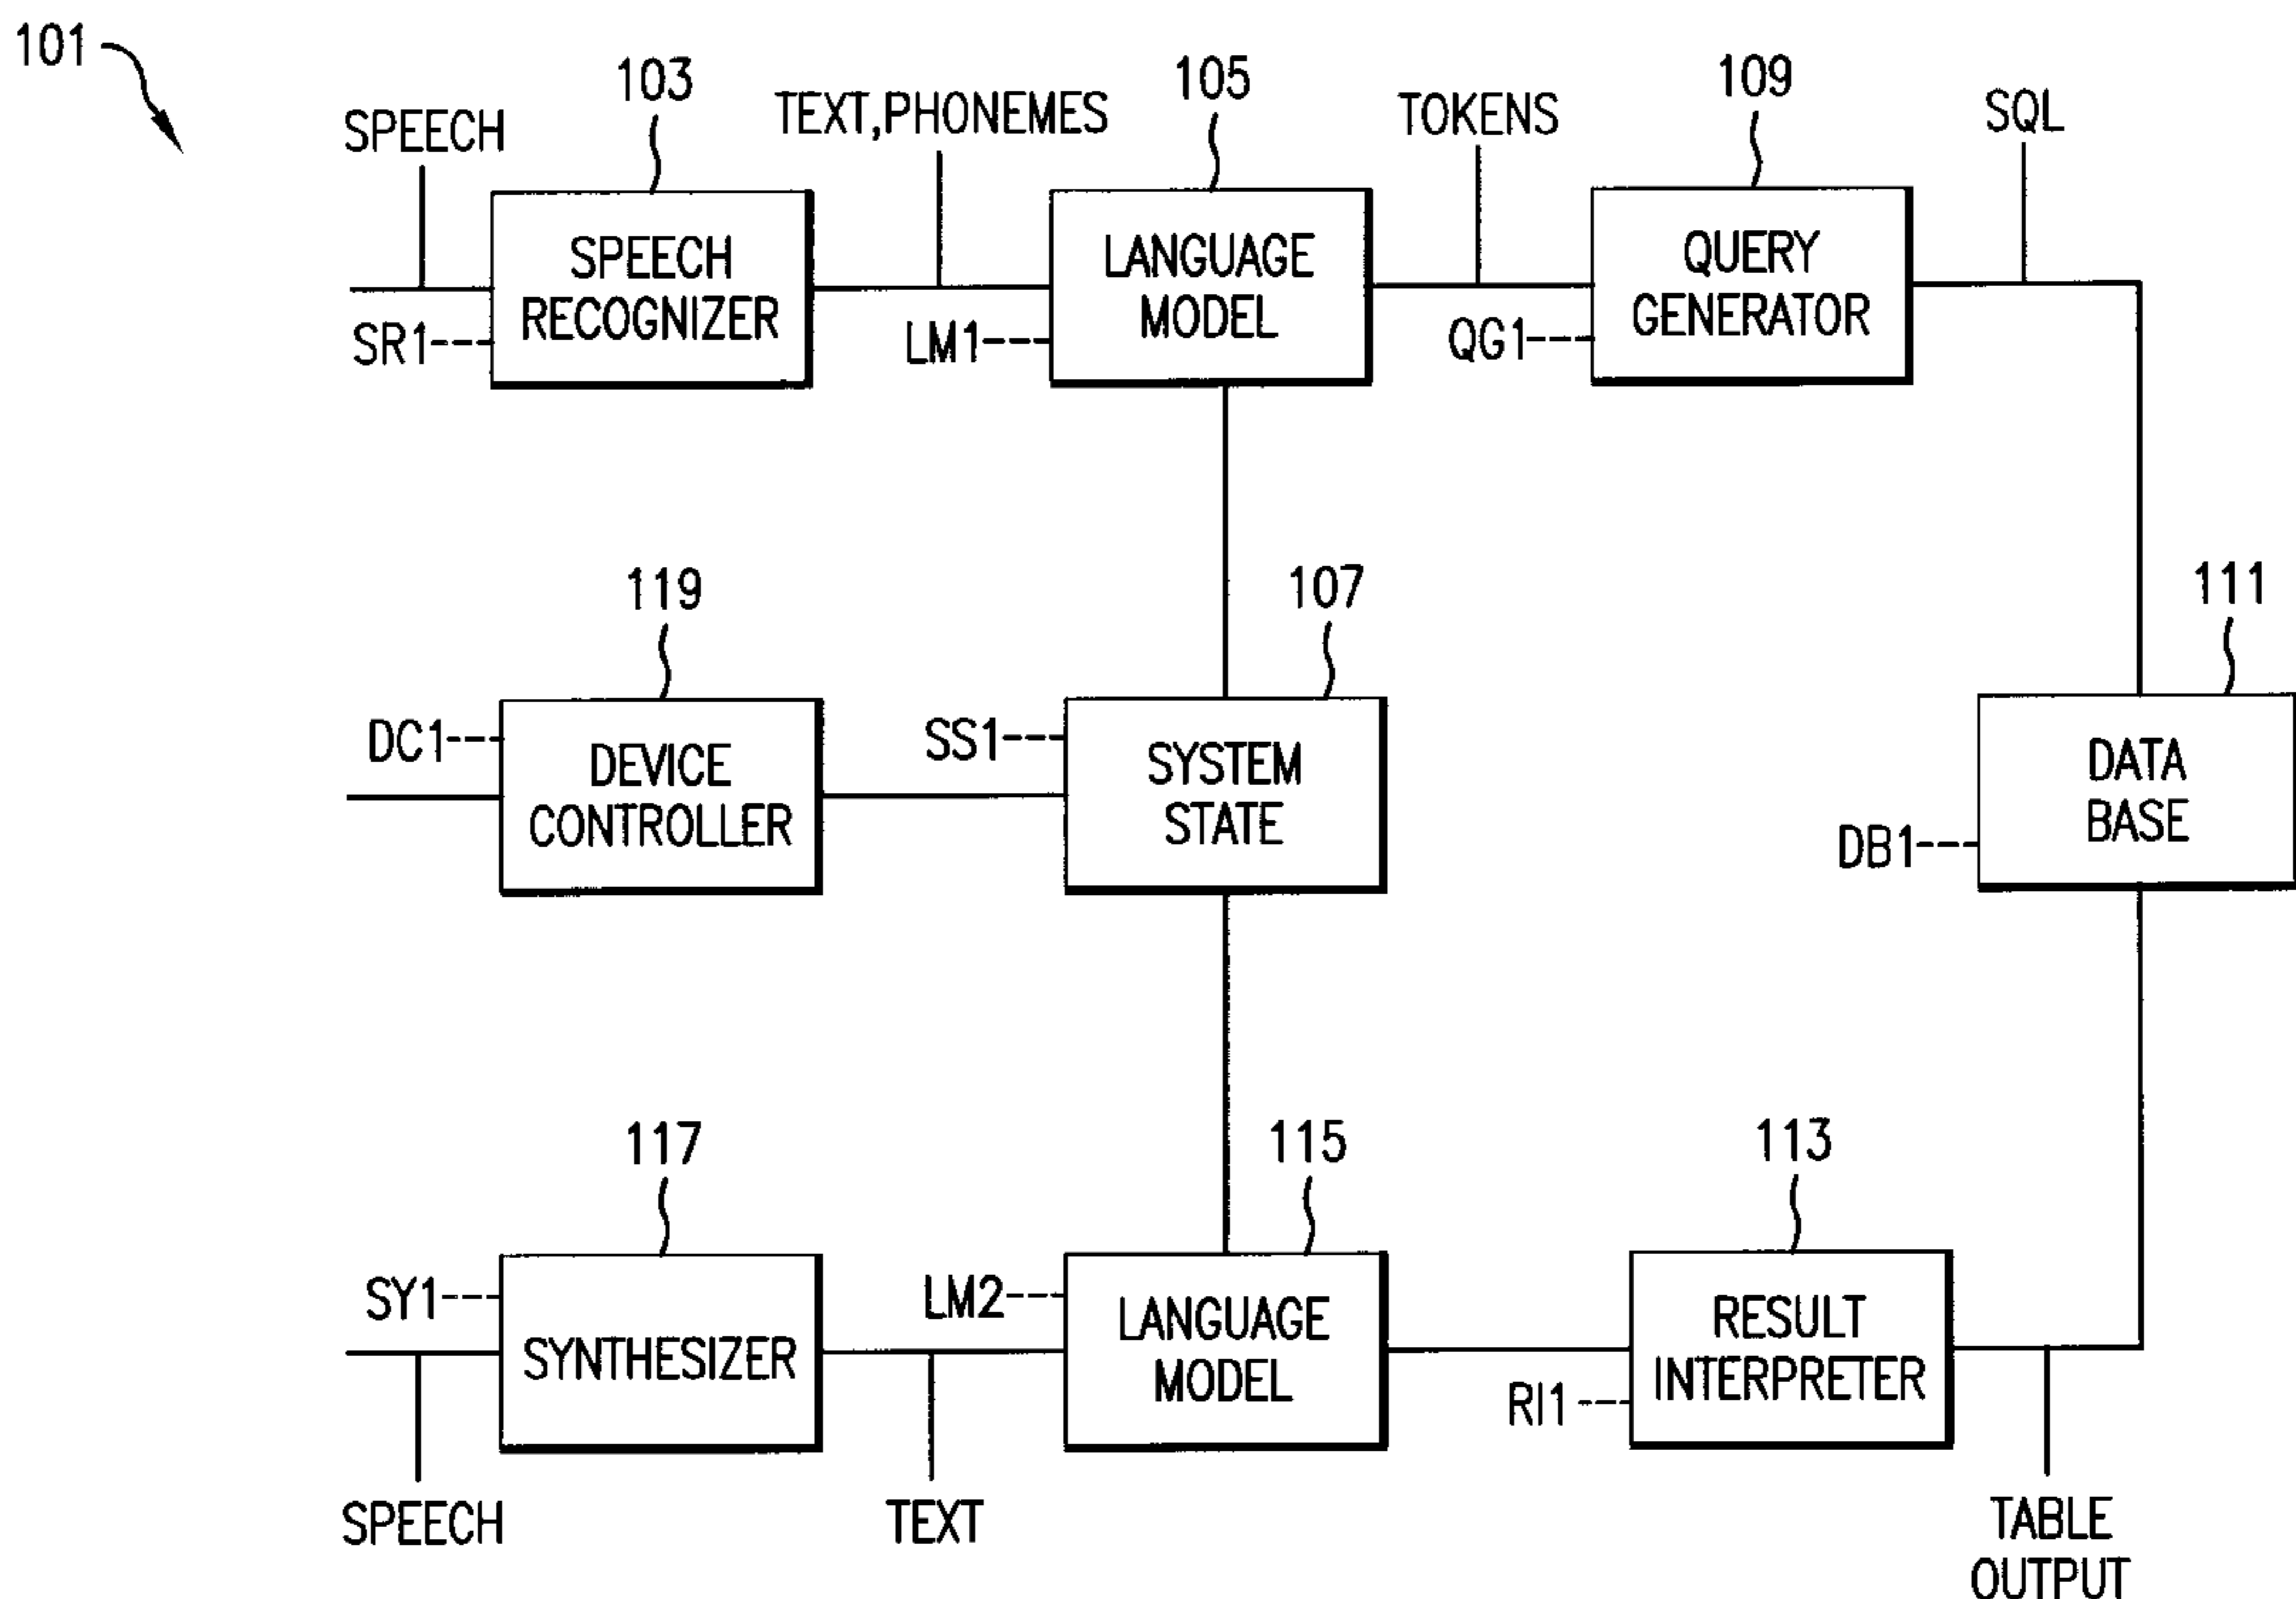 101
103
105
109
SPEECH
TEXT,PHONEMES
TOKENS
SQL
SPEECH
RECOGNIZER
LANGUAGE
MODEL
QUERY
GENERATOR
SR1
LM1
QG1
119
107
111
DC1
DEVICE
CONTROLLER
SS1
SYSTEM
STATE
DATA
BASE
DB1
117
115
113
SY1
SYNTHESIZER
LM2
LANGUAGE
MODEL
RESULT
INTERPRETER
RI1
SPEECH
TEXT
TABLE
OUTPUT